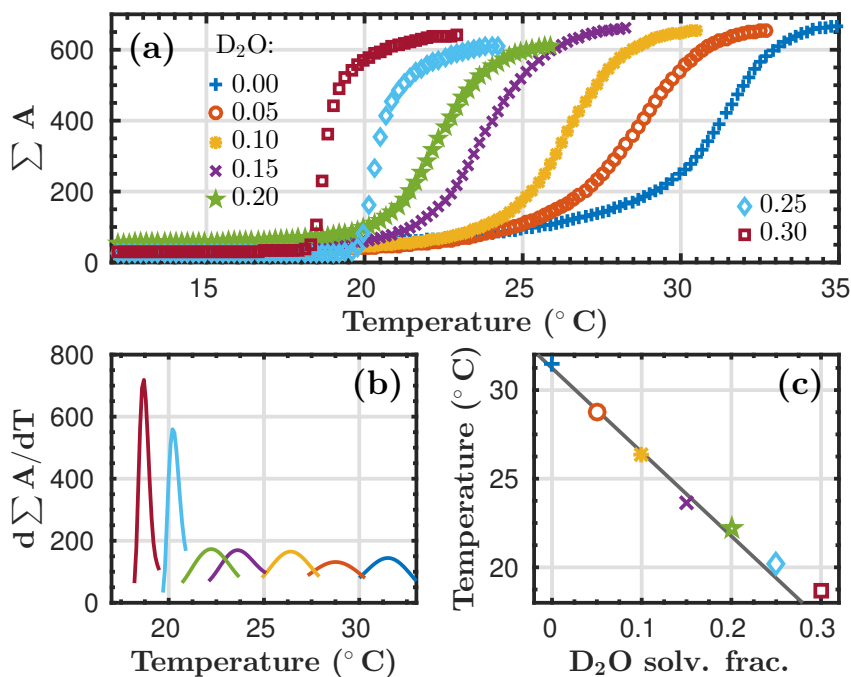 (a)
D₂O:
0.00
0.05
0.10
0.15
0.20
0.25
0.30
∑ A
600
400
200
0
15 20 25 30 35
Temperature (° C)
(b)
d∑ A/dT
800
600
400
200
0
20 25 30
Temperature (° C)
(c)
Temperature (° C)
30
25
20
0 0.1 0.2 0.3
D₂O solv. frac.